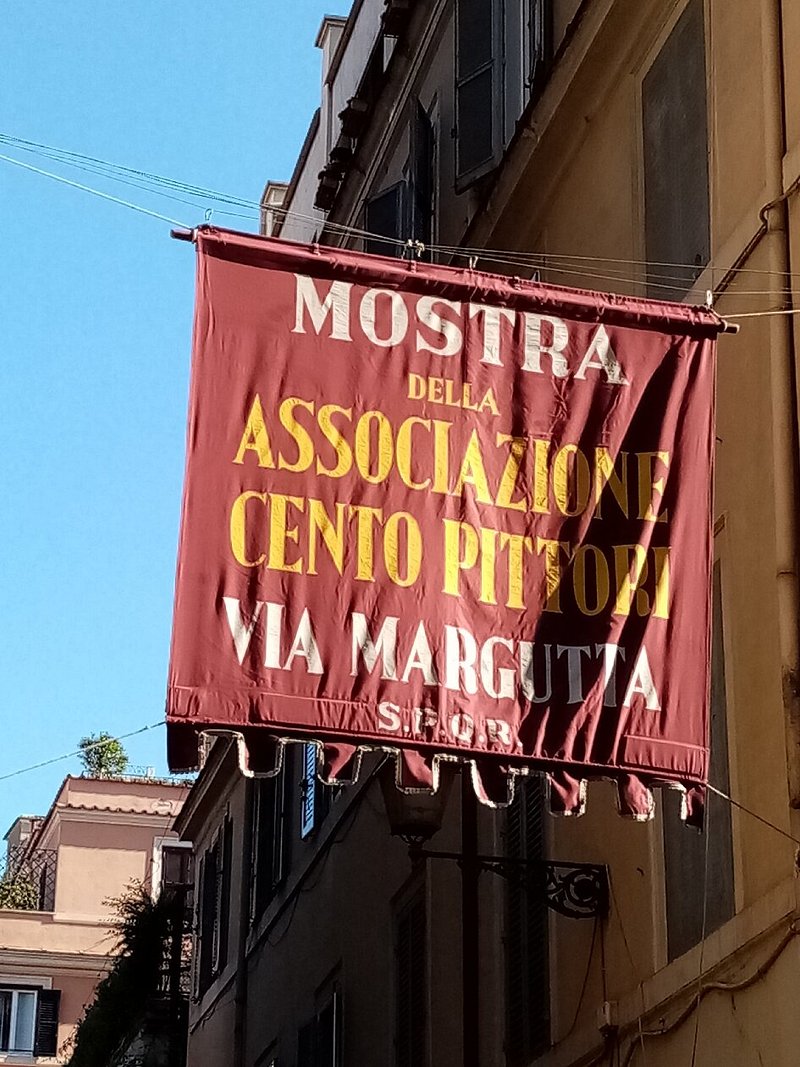 MOSTRA
DELLA
ASSOCIAZIONE
CENTO PITTORI
VIA MARGUTTA
S.P.Q.R.